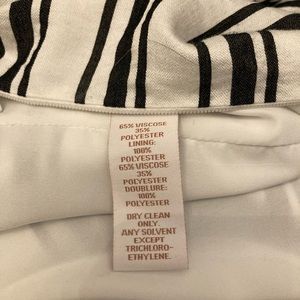 65% VISCOSE
35%
POLYESTER
LINING:
100%
POLYESTER
65% VISCOSE
35%
POLYESTER
DOUBLURE:
100%
POLYESTER
DRY CLEAN
ONLY.
ANY SOLVENT
EXCEPT
TRICHLORO-
ETHYLENE.